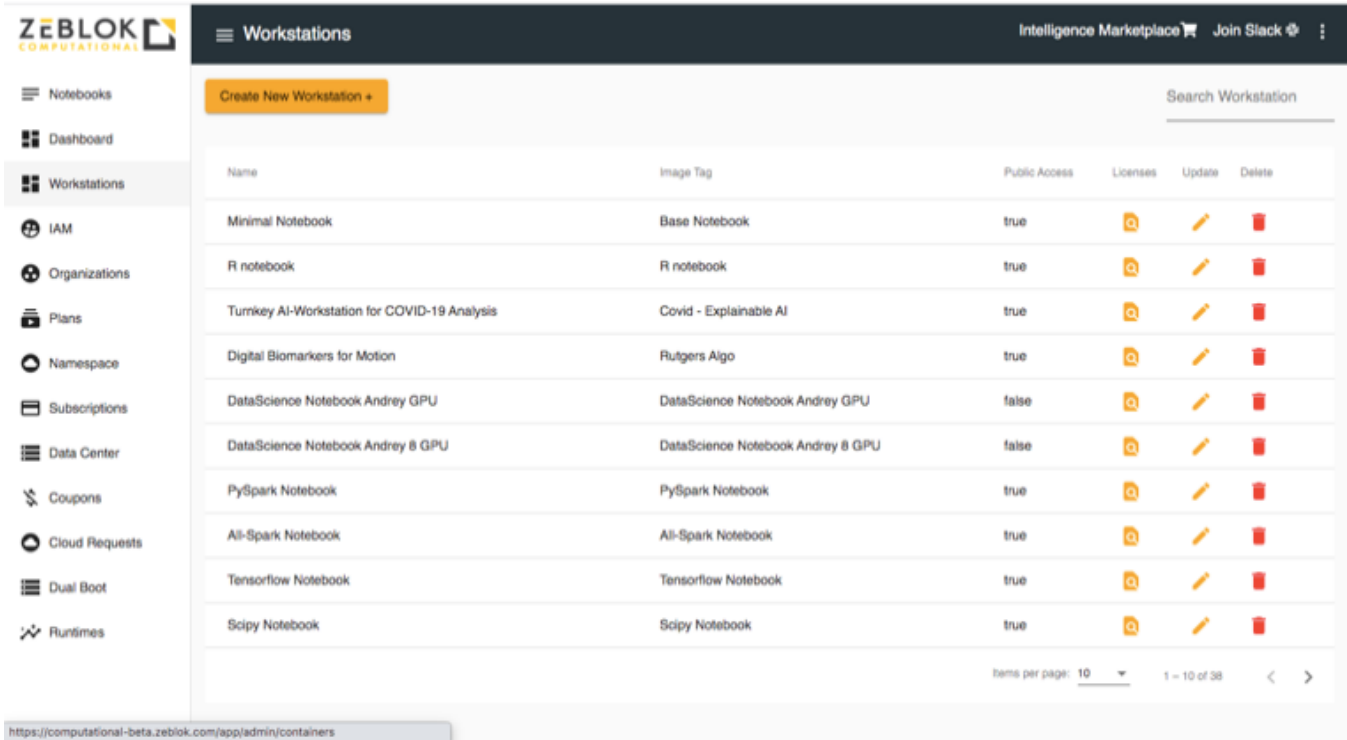 ZEBLOK
COMPUTATIONAL
Workstations
Intelligence Marketplace
Join Slack
Notebooks
Dashboard
Workstations
IAM
Organizations
Plans
Namespace
Subscriptions
Data Center
Coupons
Cloud Requests
Dual Boot
Runtimes
Create New Workstation +
Search Workstation
Name Image Tag Public Access Licenses Update Delete
Minimal Notebook Base Notebook true
R notebook R notebook true
Turnkey AI-Workstation for COVID-19 Analysis Covid - Explainable AI true
Digital Biomarkers for Motion Rutgers Algo true
DataScience Notebook Andrey GPU DataScience Notebook Andrey GPU false
DataScience Notebook Andrey 8 GPU DataScience Notebook Andrey 8 GPU false
PySpark Notebook PySpark Notebook true
All-Spark Notebook All-Spark Notebook true
Tensorflow Notebook Tensorflow Notebook true
Scipy Notebook Scipy Notebook true
Items per page: 10 1 – 10 of 38
https://computational-beta.zeblok.com/app/admin/containers